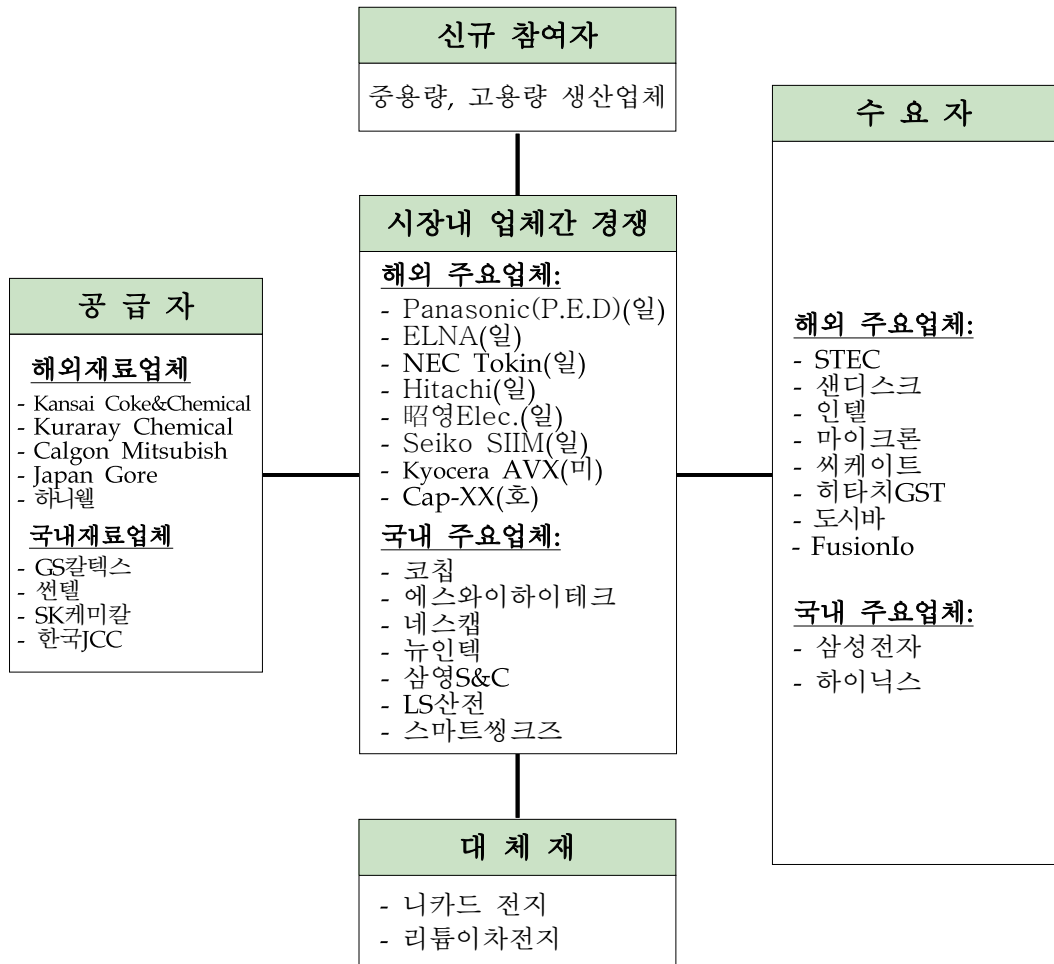 신규 참여자
중용량, 고용량 생산업체
공 급 자
해외재료업체
- Kansai Coke&Chemical
- Kuraray Chemical
- Calgon Mitsubish
- Japan Gore
- 하니웰
국내재료업체
- GS칼텍스
- 썬텔
- SK케미칼
- 한국JCC
시장내 업체간 경쟁
해외 주요업체:
- Panasonic(P.E.D)(일)
- ELNA(일)
- NEC Tokin(일)
- Hitachi(일)
- 昭영Elec.(일)
- Seiko SIIM(일)
- Kyocera AVX(미)
- Cap-XX(호)
국내 주요업체:
- 코칩
- 에스와이하이테크
- 네스캡
- 뉴인텍
- 삼영S&C
- LS산전
- 스마트씽크즈
수 요 자
해외 주요업체:
- STEC
- 샌디스크
- 인텔
- 마이크론
- 씨케이트
- 히타치GST
- 도시바
- FusionIo
국내 주요업체:
- 삼성전자
- 하이닉스
대 체 재
- 니카드 전지
- 리튬이차전지